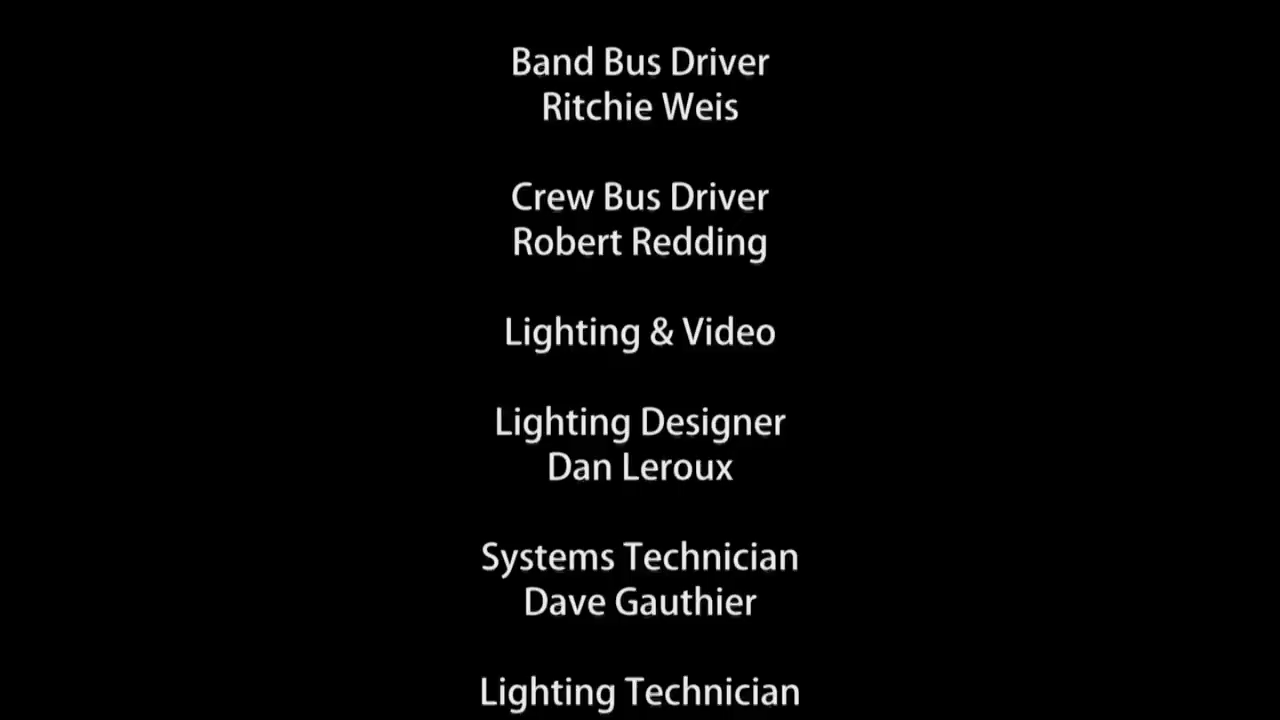 Band Bus Driver
Ritchie Weis
Crew Bus Driver
Robert Redding
Lighting & Video
Lighting Designer
Dan Leroux
Systems Technician
Dave Gauthier
Lighting Technician